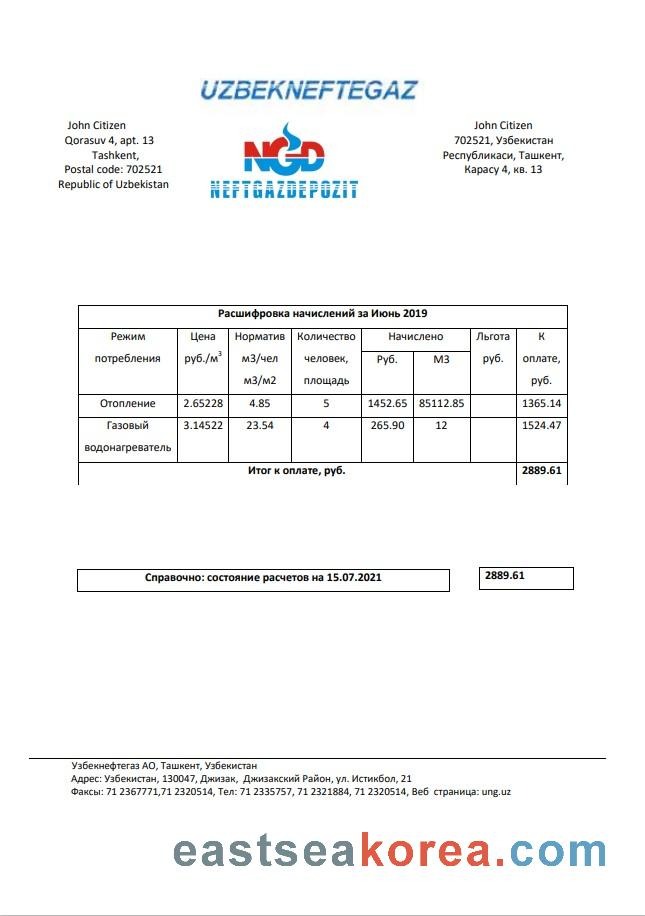 UZBEKNEFTEGAZ
John Citizen
Qorasuv 4, apt. 13
Tashkent,
Postal code: 702521
Republic of Uzbekistan
NGD
NEFTGAZDEPOZIT
John Citizen
702521, Узбекистан
Республикаси, Ташкент,
Карасу 4, кв. 13
Расшифровка начислений за Июнь 2019
Режим потребления
Цена руб./м³
Норматив м3/чел м3/м2
Количество человек, площадь
Начислено
Руб.
М3
Льгота руб.
К оплате, руб.
Отопление 2.65228 4.85 5 1452.65 85112.85 1365.14
Газовый водонагреватель 3.14522 23.54 4 265.90 12 1524.47
Итог к оплате, руб. 2889.61
Справочно: состояние расчетов на 15.07.2021 2889.61
Узбекнефтегаз АО, Ташкент, Узбекистан
Адрес: Узбекистан, 130047, Джизак, Джизакский Район, ул. Истикбол, 21
Факсы: 71 2367771,71 2320514, Тел: 71 2335757, 71 2321884, 71 2320514, Веб страница: ung.uz
eastseakorea.com